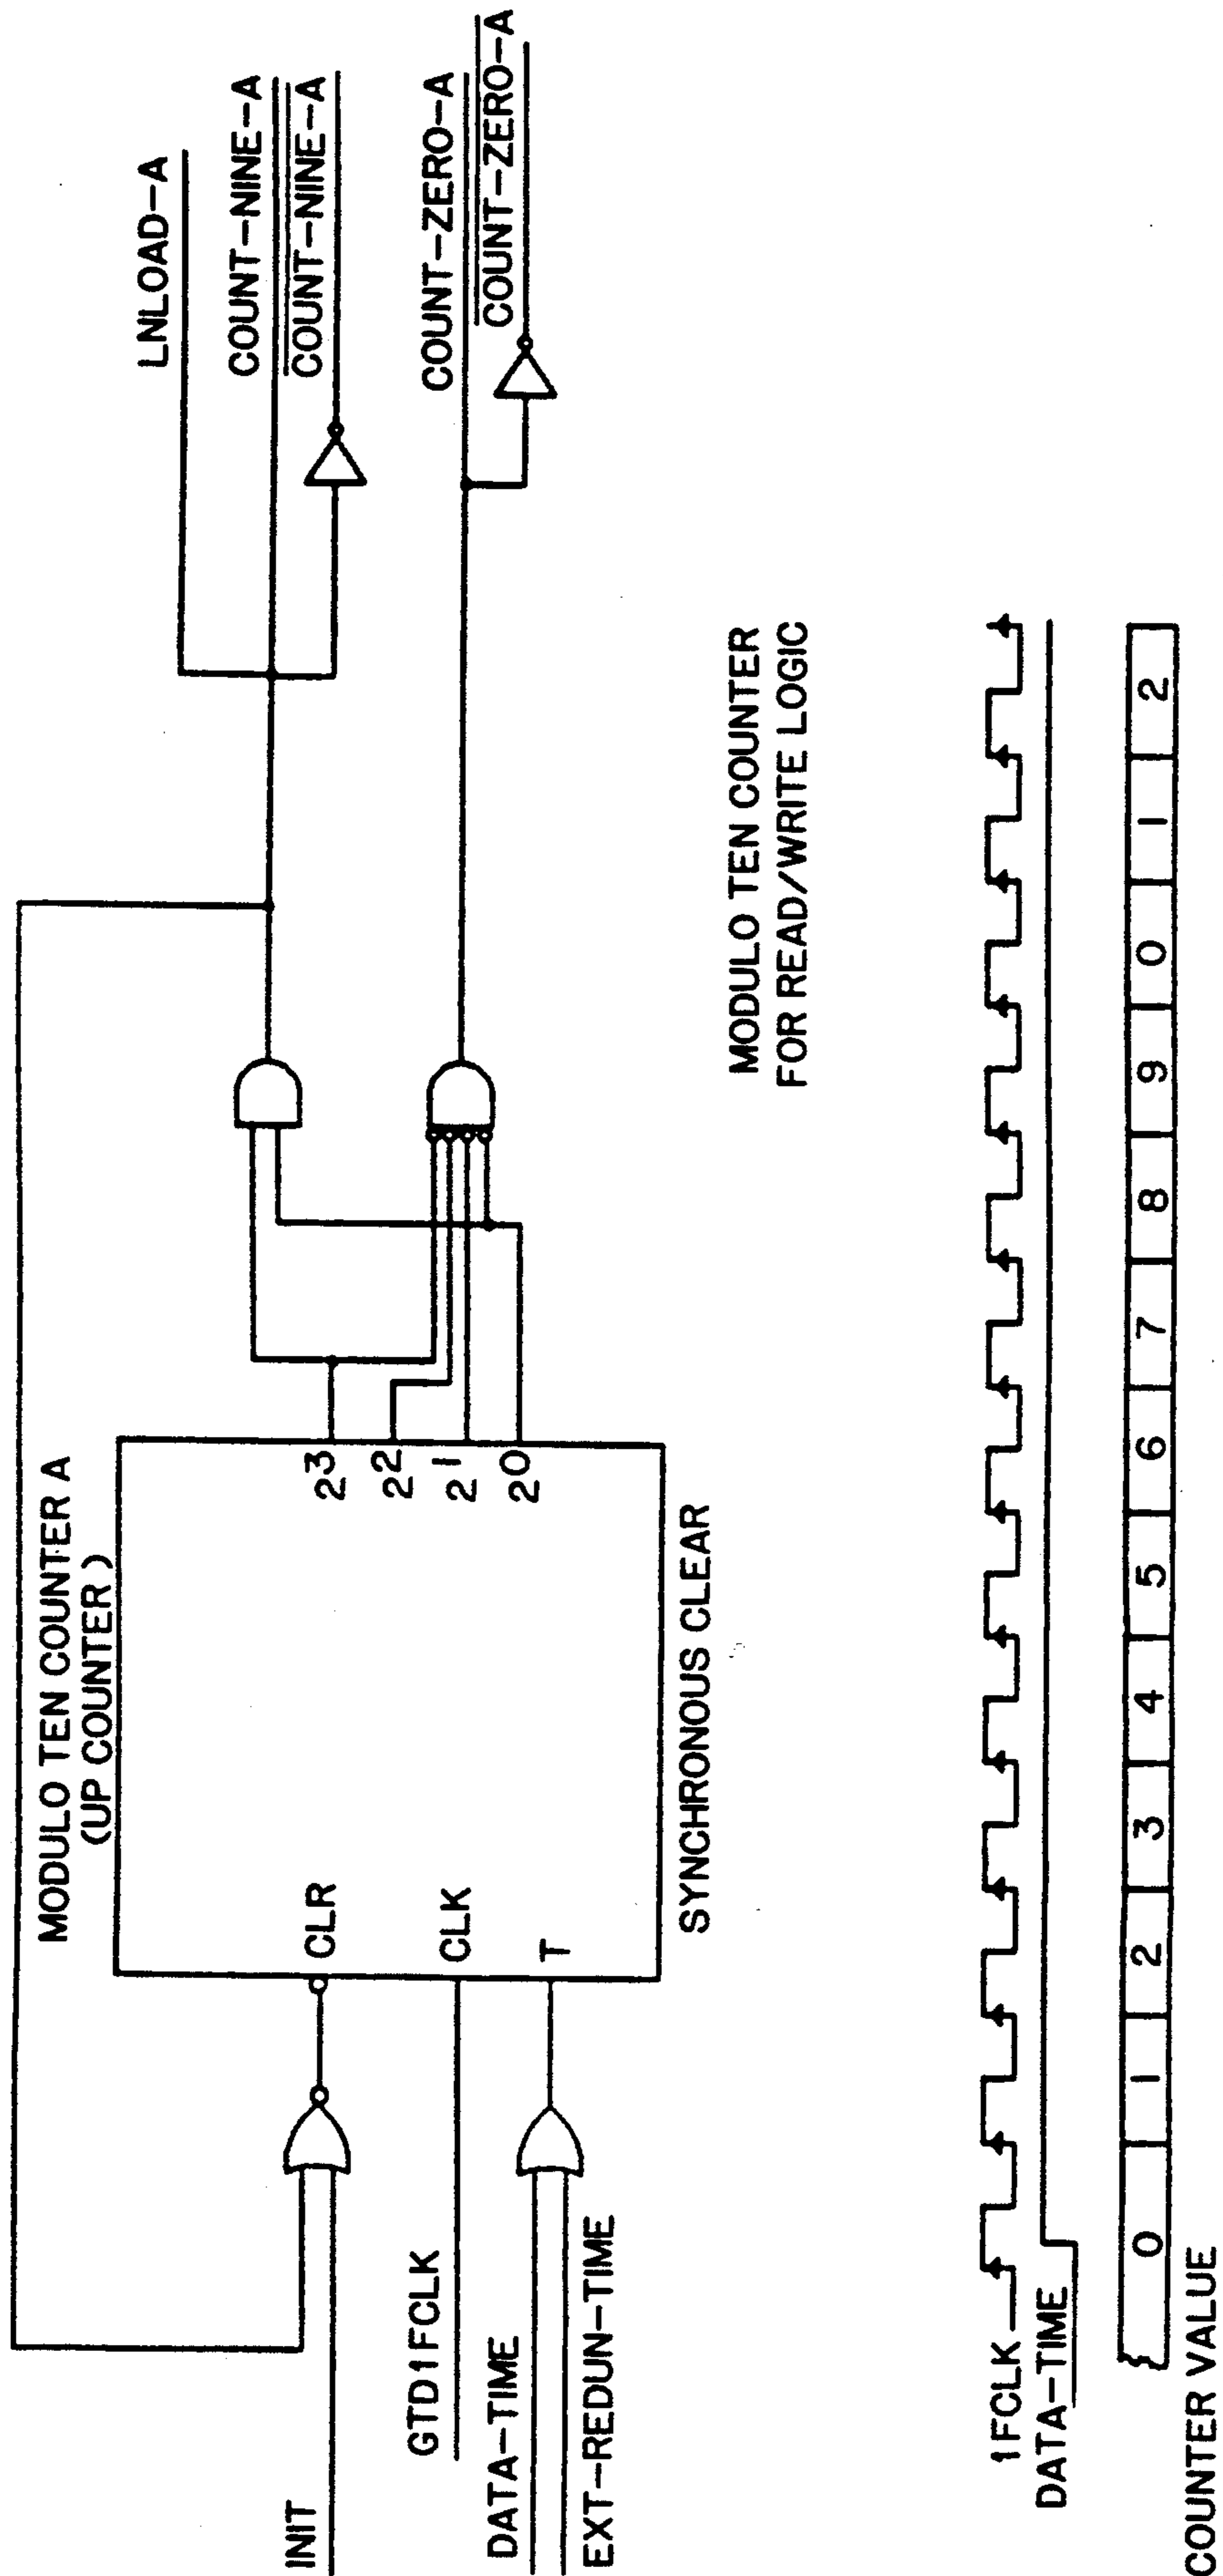 MODULO TEN COUNTER A
(UP COUNTER)
INIT
GTD1FCLK
DATA-TIME
EXT-REDUN-TIME
CLR
CLK
T
2³
2²
2¹
2⁰
SYNCHRONOUS CLEAR
LNLOAD-A
COUNT-NINE-A
COUNT-NINE-A
COUNT-ZERO-A
COUNT-ZERO-A
MODULO TEN COUNTER
FOR READ/WRITE LOGIC
1FCLK
DATA-TIME
0 1 2 3 4 5 6 7 8 9 0 1 2
COUNTER VALUE